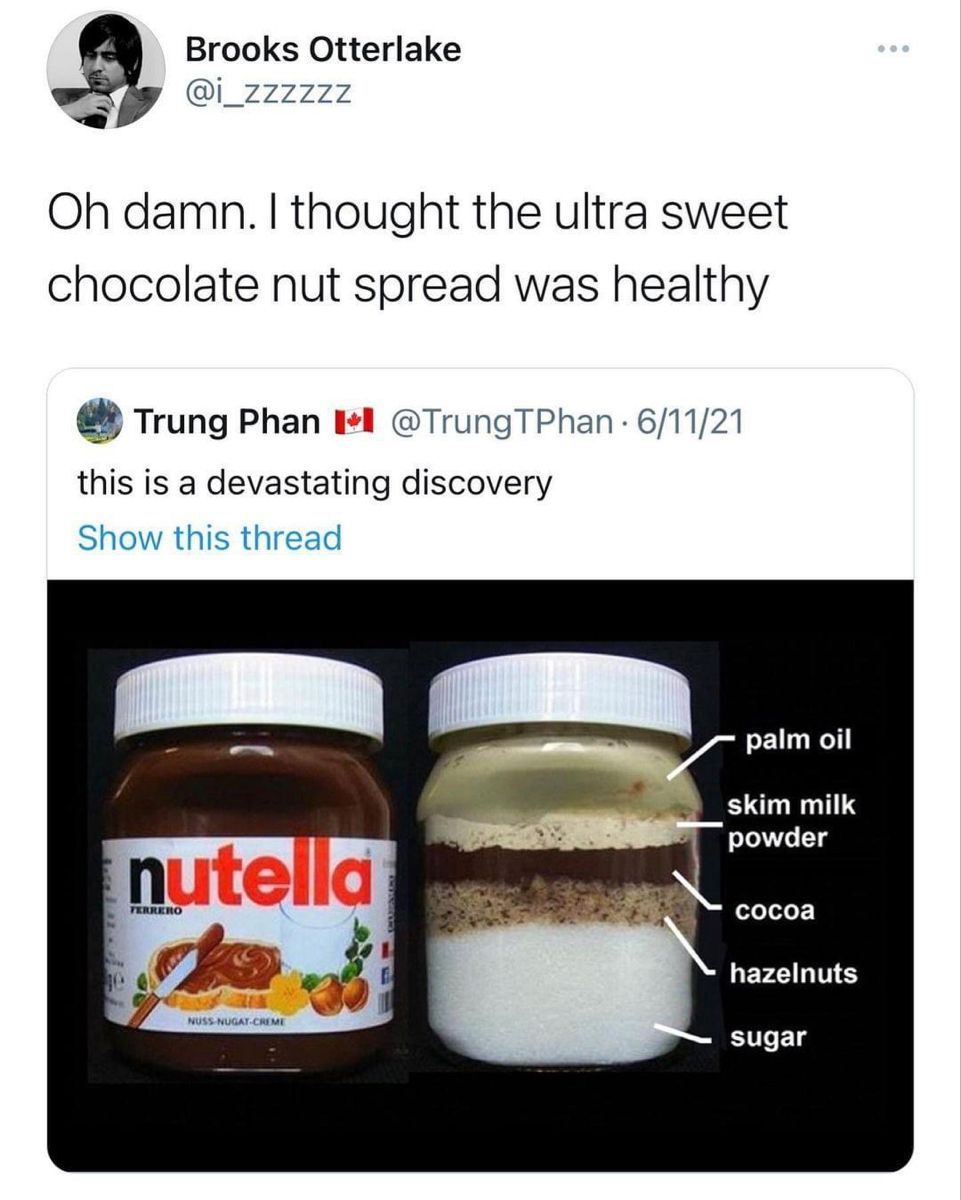 Brooks Otterlake
@i_zzzzzz
Oh damn. I thought the ultra sweet
chocolate nut spread was healthy
Trung Phan 🇨🇦 @TrungTPhan · 6/11/21
this is a devastating discovery
Show this thread
nutella
FERRERO
NUSS-NUGAT-CREME
palm oil
skim milk
powder
cocoa
hazelnuts
sugar